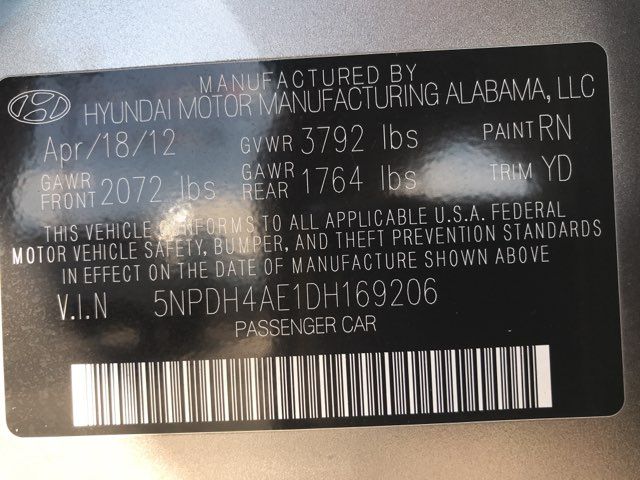 MANUFACTURED BY
HYUNDAI MOTOR MANUFACTURING ALABAMA, LLC
Apr/18/12 GVWR 3792 lbs PAINT RN
GAWR FRONT 2072 lbs GAWR REAR 1764 lbs TRIM YD
THIS VEHICLE CONFORMS TO ALL APPLICABLE U.S.A. FEDERAL
MOTOR VEHICLE SAFETY, BUMPER, AND THEFT PREVENTION STANDARDS
IN EFFECT ON THE DATE OF MANUFACTURE SHOWN ABOVE
V.I.N 5NPDH4AE1DH169206
PASSENGER CAR